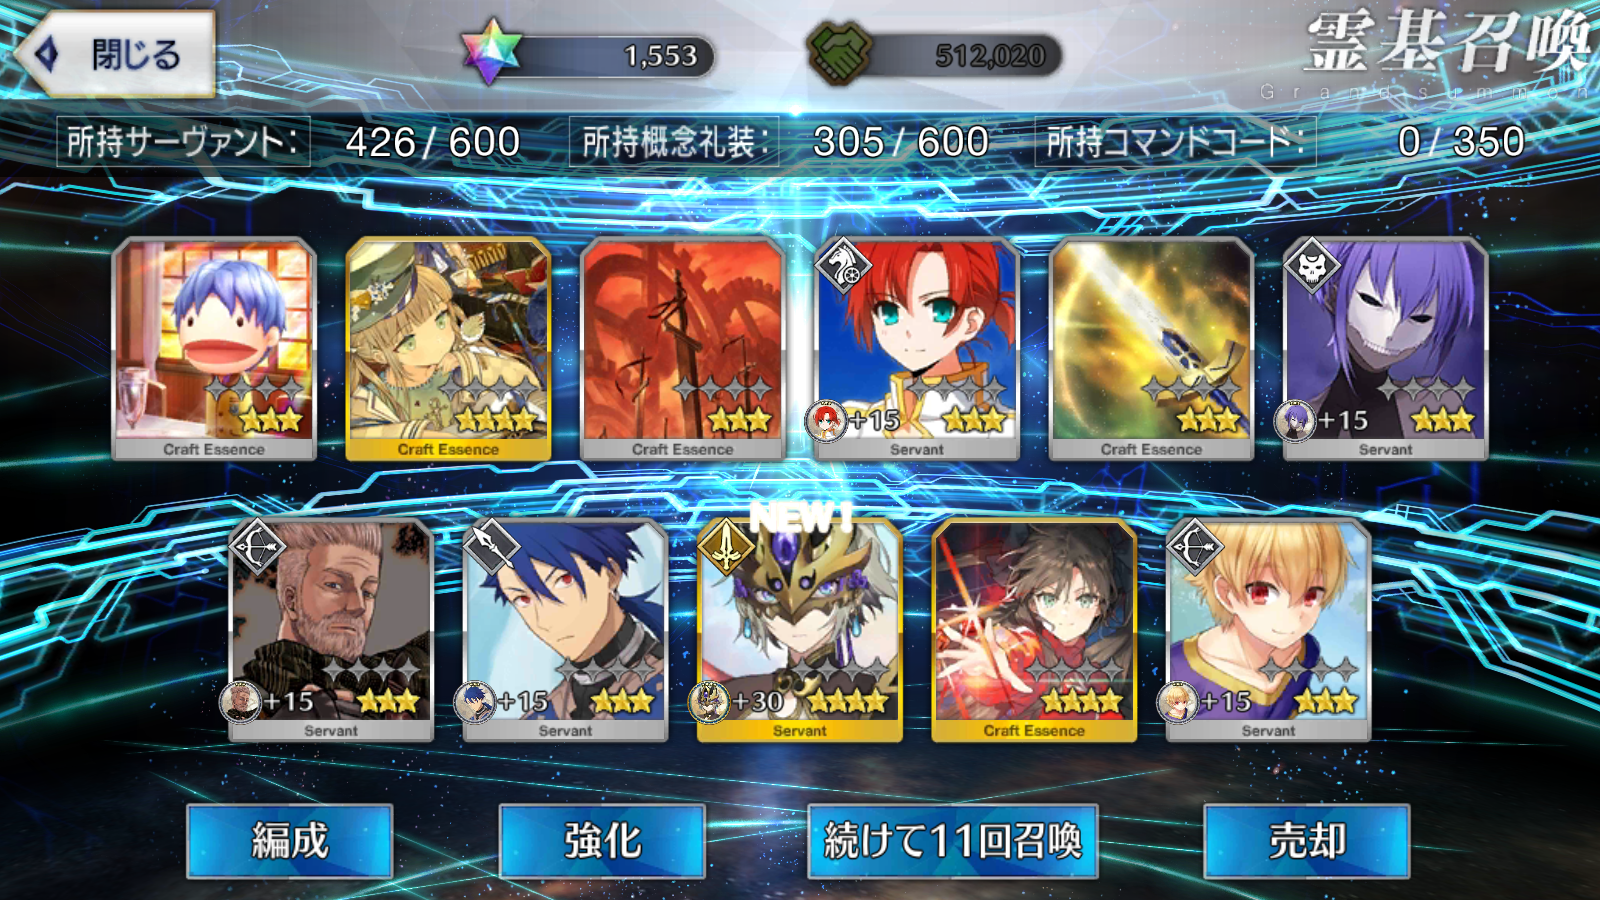 閉じる
1,553
512,020
霊基召喚
Grand summon
所持サーヴァント: 426 / 600
所持概念礼装: 305 / 600
所持コマンドコード: 0 / 350
Craft Essence
Craft Essence
Craft Essence
+15
Servant
Craft Essence
+15
Servant
+15
Servant
+15
Servant
NEW!
+30
Servant
Craft Essence
+15
Servant
編成
強化
続けて11回召喚
売却